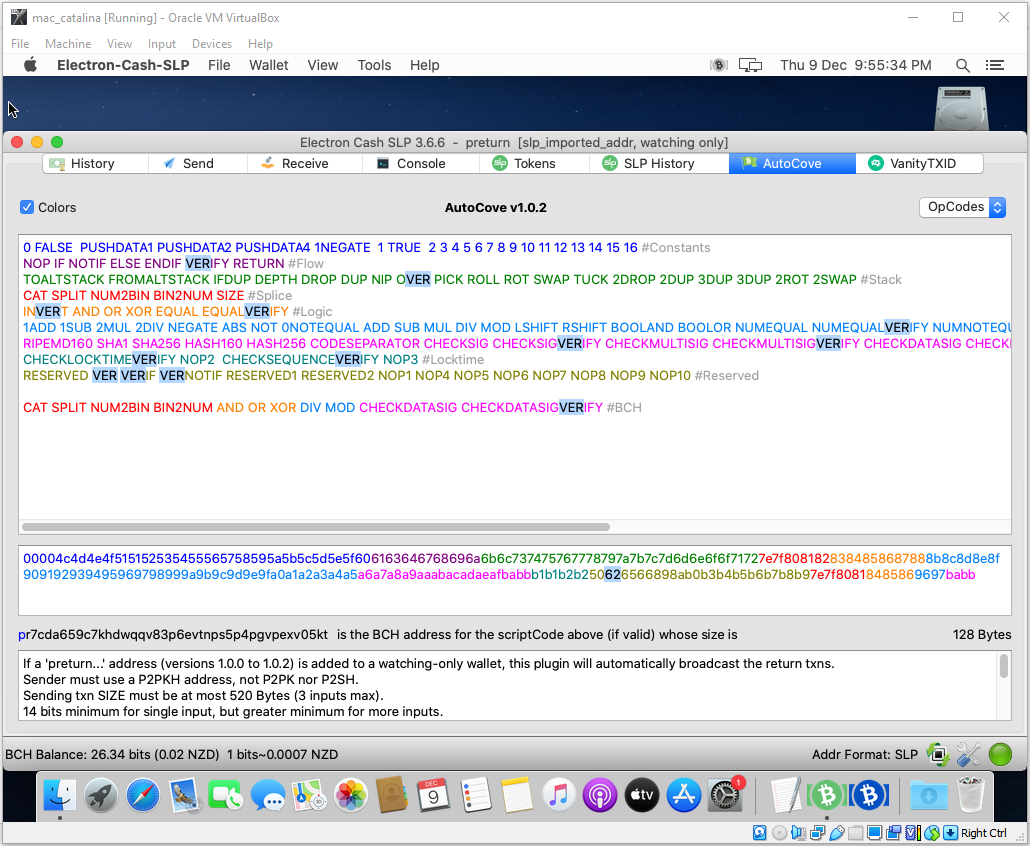 mac_catalina [Running] - Oracle VM VirtualBox
File Machine View Input Devices Help
Electron-Cash-SLP File Wallet View Tools Help Thu 9 Dec 9:55:34 PM
Electron Cash SLP 3.6.6 - preturn [slp_imported_addr, watching only]
History Send Receive Console Tokens SLP History AutoCove VanityTXID
Colors AutoCove v1.0.2 OpCodes
0 FALSE PUSHDATA1 PUSHDATA2 PUSHDATA4 1NEGATE 1 TRUE 2 3 4 5 6 7 8 9 10 11 12 13 14 15 16 #Constants
NOP IF NOTIF ELSE ENDIF VERIFY RETURN #Flow
TOALTSTACK FROMALTSTACK IFDUP DEPTH DROP DUP NIP OVER PICK ROLL ROT SWAP TUCK 2DROP 2DUP 3DUP 3DUP 2ROT 2SWAP #Stack
CAT SPLIT NUM2BIN BIN2NUM SIZE #Splice
INVERT AND OR XOR EQUAL EQUALVERIFY #Logic
1ADD 1SUB 2MUL 2DIV NEGATE ABS NOT 0NOTEQUAL ADD SUB MUL DIV MOD LSHIFT RSHIFT BOOLAND BOOLOR NUMEQUAL NUMEQUALVERIFY NUMNOTEQU
RIPEMD160 SHA1 SHA256 HASH160 HASH256 CODESEPARATOR CHECKSIG CHECKSIGVERIFY CHECKMULTISIG CHECKMULTISIGVERIFY CHECKDATASIG CHECK
CHECKLOCKTIMEVERIFY NOP2 CHECKSEQUENCEVERIFY NOP3 #Locktime
RESERVED VER VERIF VERNOTIF RESERVED1 RESERVED2 NOP1 NOP4 NOP5 NOP6 NOP7 NOP8 NOP9 NOP10 #Reserved
CAT SPLIT NUM2BIN BIN2NUM AND OR XOR DIV MOD CHECKDATASIG CHECKDATASIGVERIFY #BCH
00004c4d4e4f51515253545556575859​5a5b5c5d5e5f606163646768696a6b6c737475767778797a7b7c7d6d6e6f6f71727e7f80818283848586878​88b8c8d8e8f
909192939495969798999a9b9c9d9e9fa0a1a2a3a4a5a6a7a8a9aaabacadaeafbabbb1b1b2b25062656689​8ab0b3b4b5b6b7b8b97e7f80818485869697babb
pr7cda659c7khdwqqv83p6evtnps5p4pgvpexv05kt is the BCH address for the scriptCode above (if valid) whose size is 128 Bytes
If a 'preturn...' address (versions 1.0.0 to 1.0.2) is added to a watching-only wallet, this plugin will automatically broadcast the return txns.
Sender must use a P2PKH address, not P2PK nor P2SH.
Sending txn SIZE must be at most 520 Bytes (3 inputs max).
14 bits minimum for single input, but greater minimum for more inputs.
BCH Balance: 26.34 bits (0.02 NZD) 1 bits~0.0007 NZD Addr Format: SLP
DEC
9
tv
1
Right Ctrl